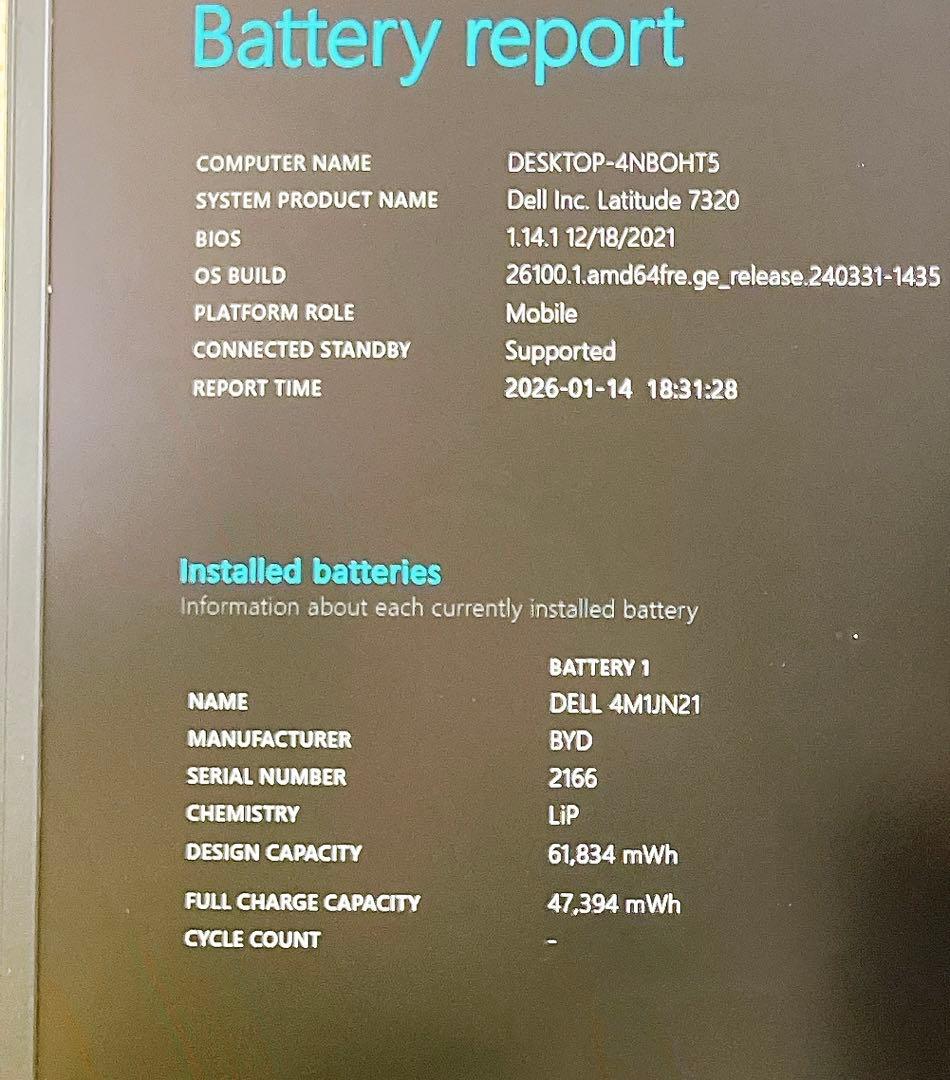 Battery report
COMPUTER NAME DESKTOP-4NBOHT5
SYSTEM PRODUCT NAME Dell Inc. Latitude 7320
BIOS 1.14.1 12/18/2021
OS BUILD 26100.1.amd64fre.ge_release.240331-1435
PLATFORM ROLE Mobile
CONNECTED STANDBY Supported
REPORT TIME 2026-01-14 18:31:28
Installed batteries
Information about each currently installed battery
BATTERY 1
NAME DELL 4M1JN21
MANUFACTURER BYD
SERIAL NUMBER 2166
CHEMISTRY LiP
DESIGN CAPACITY 61,834 mWh
FULL CHARGE CAPACITY 47,394 mWh
CYCLE COUNT -